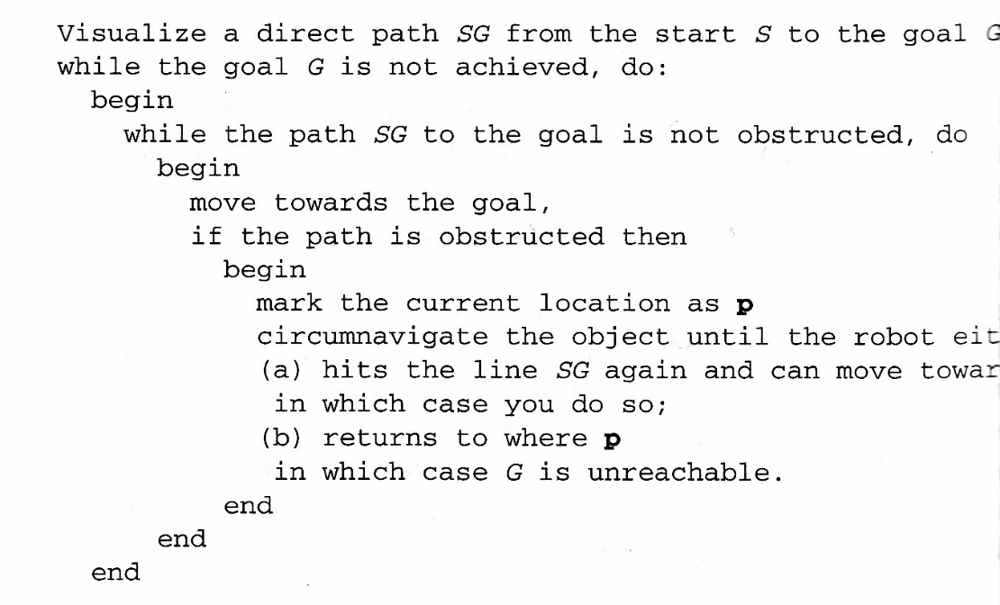 Visualize a direct path SG from the start S to the goal G
while the goal G is not achieved, do:
begin
while the path SG to the goal is not obstructed, do
begin
move towards the goal,
if the path is obstructed then
begin
mark the current location as p
circumnavigate the object until the robot eit
(a) hits the line SG again and can move towar
in which case you do so;
(b) returns to where p
in which case G is unreachable.
end
end
end